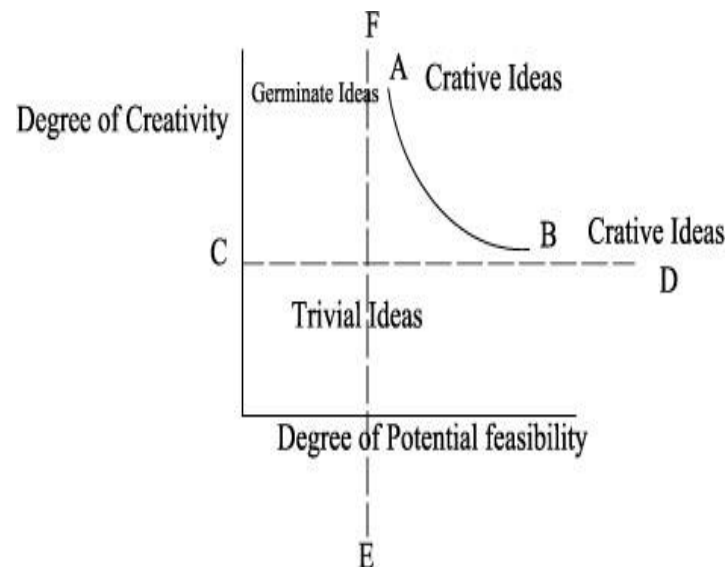 F
A
Crative Ideas
Germinate Ideas
Degree of Creativity
B
Crative Ideas
C
D
Trivial Ideas
Degree of Potential feasibility
E